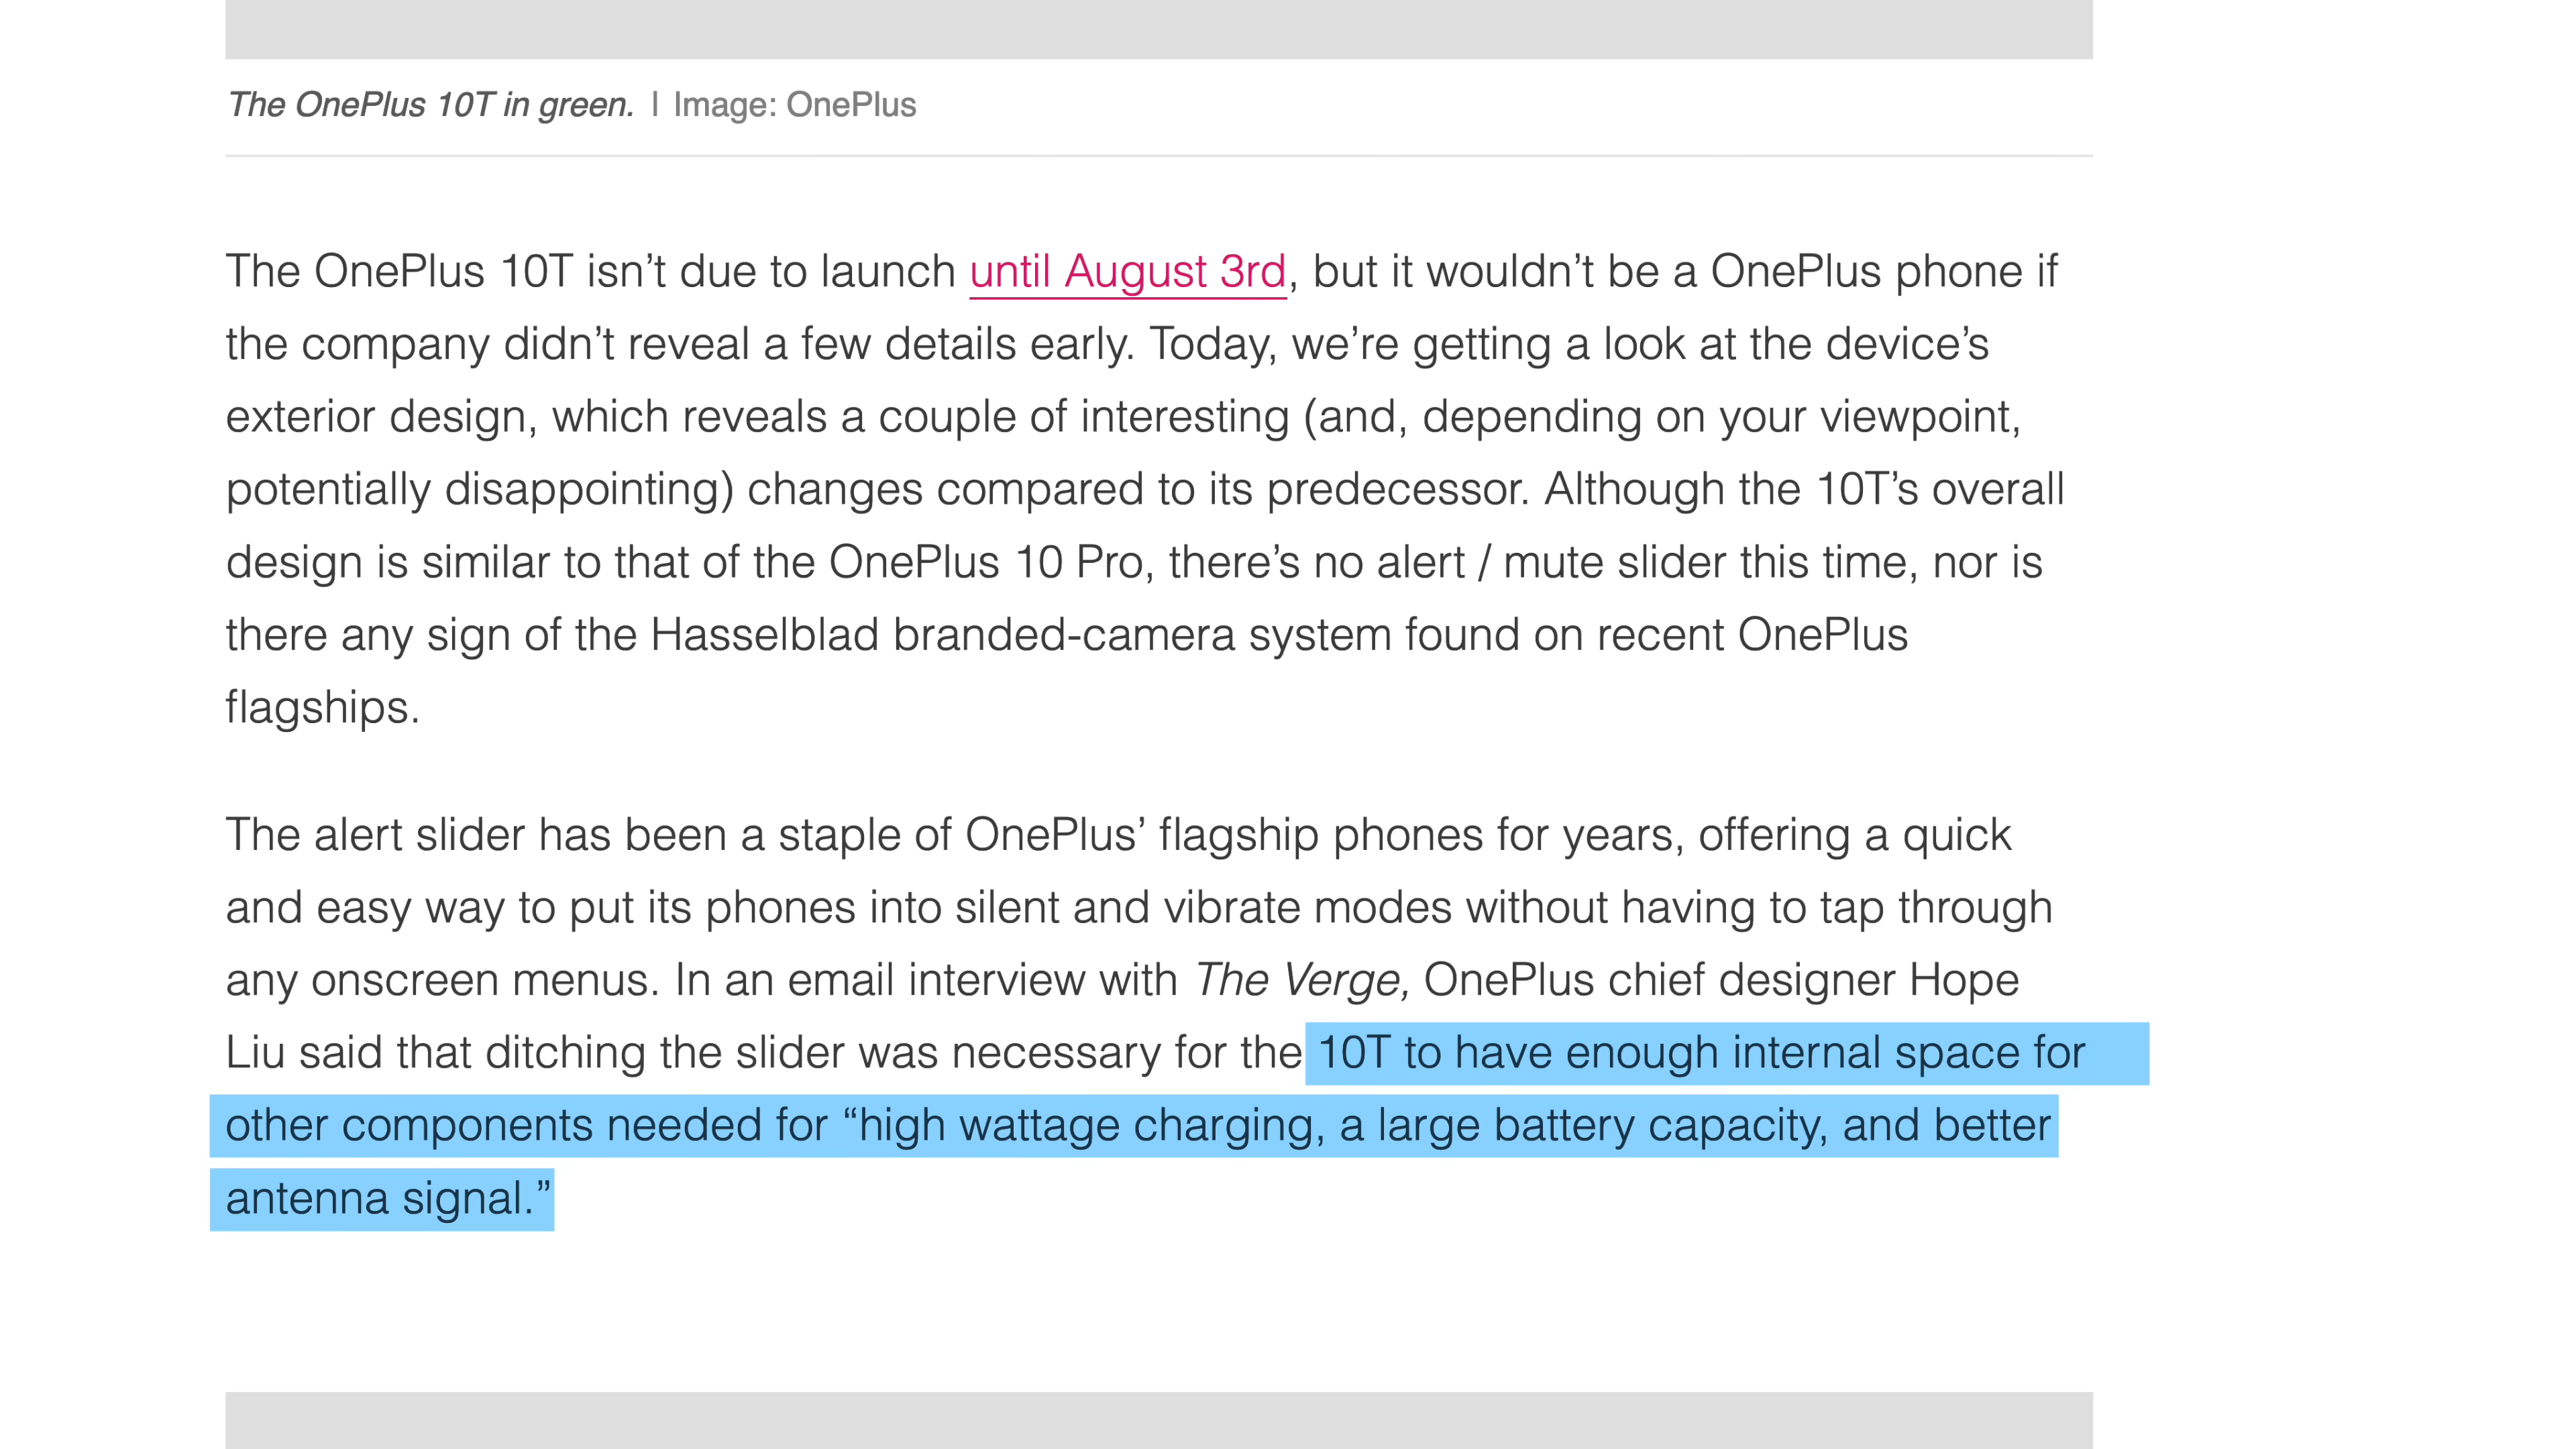 The OnePlus 10T in green. | Image: OnePlus
The OnePlus 10T isn’t due to launch until August 3rd, but it wouldn’t be a OnePlus phone if
the company didn’t reveal a few details early. Today, we’re getting a look at the device’s
exterior design, which reveals a couple of interesting (and, depending on your viewpoint,
potentially disappointing) changes compared to its predecessor. Although the 10T’s overall
design is similar to that of the OnePlus 10 Pro, there’s no alert / mute slider this time, nor is
there any sign of the Hasselblad branded-camera system found on recent OnePlus
flagships.
The alert slider has been a staple of OnePlus’ flagship phones for years, offering a quick
and easy way to put its phones into silent and vibrate modes without having to tap through
any onscreen menus. In an email interview with The Verge, OnePlus chief designer Hope
Liu said that ditching the slider was necessary for the 10T to have enough internal space for
other components needed for “high wattage charging, a large battery capacity, and better
antenna signal.”